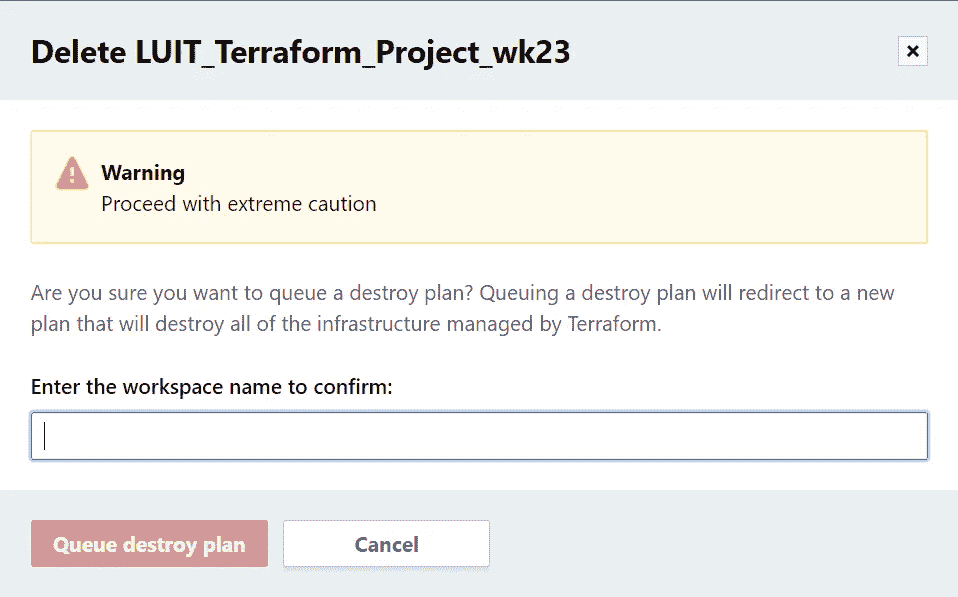 Delete LUIT_Terraform_Project_wk23
Warning
Proceed with extreme caution
Are you sure you want to queue a destroy plan? Queuing a destroy plan will redirect to a new
plan that will destroy all of the infrastructure managed by Terraform.
Enter the workspace name to confirm:
Queue destroy plan
Cancel